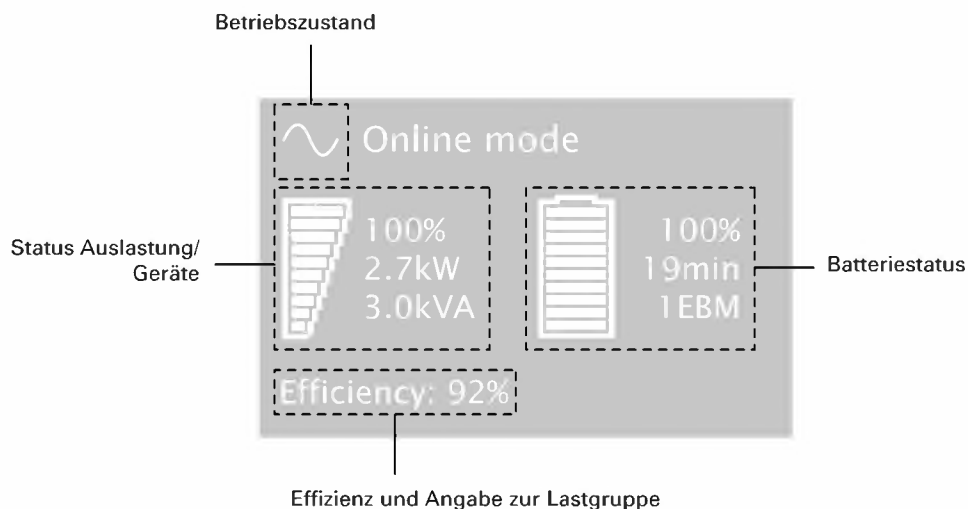 Betriebszustand
Online mode
Status Auslastung/
Geräte
100%
2.7kW
3.0kVA
100%
19min
1EBM
Batteriestatus
Efficiency: 92%
Effizienz und Angabe zur Lastgruppe